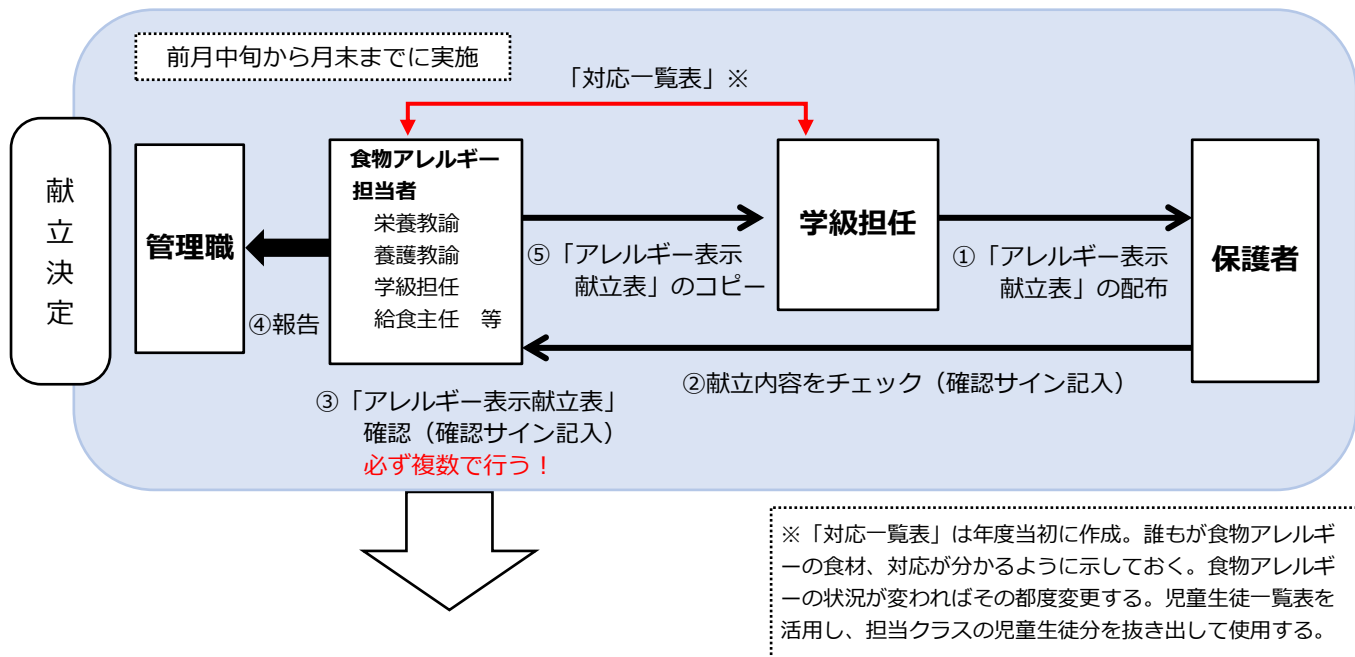 前月中旬から月末までに実施
「対応一覧表」※
献立決定
管理職
食物アレルギー
担当者
栄養教諭
養護教諭
学級担任
給食主任　等
学級担任
保護者
①「アレルギー表示
献立表」の配布
⑤「アレルギー表示
献立表」のコピー
④報告
②献立内容をチェック（確認サイン記入）
③「アレルギー表示献立表」
確認（確認サイン記入）
必ず複数で行う！
※「対応一覧表」は年度当初に作成。誰もが食物アレルギ
ーの食材、対応が分かるように示しておく。食物アレルギ
ーの状況が変わればその都度変更する。児童生徒一覧表を
活用し、担当クラスの児童生徒分を抜き出して使用する。